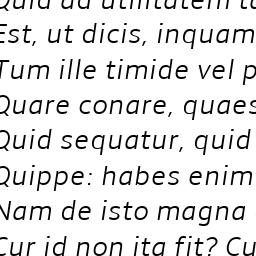 Quid ad utilitatem
Est, ut dicis, inquam
Tum ille timide vel
Quare conare, quaes
Quid sequatur, quid
Quippe: habes enim
Nam de isto magna
Cur id non ita fit? Cu